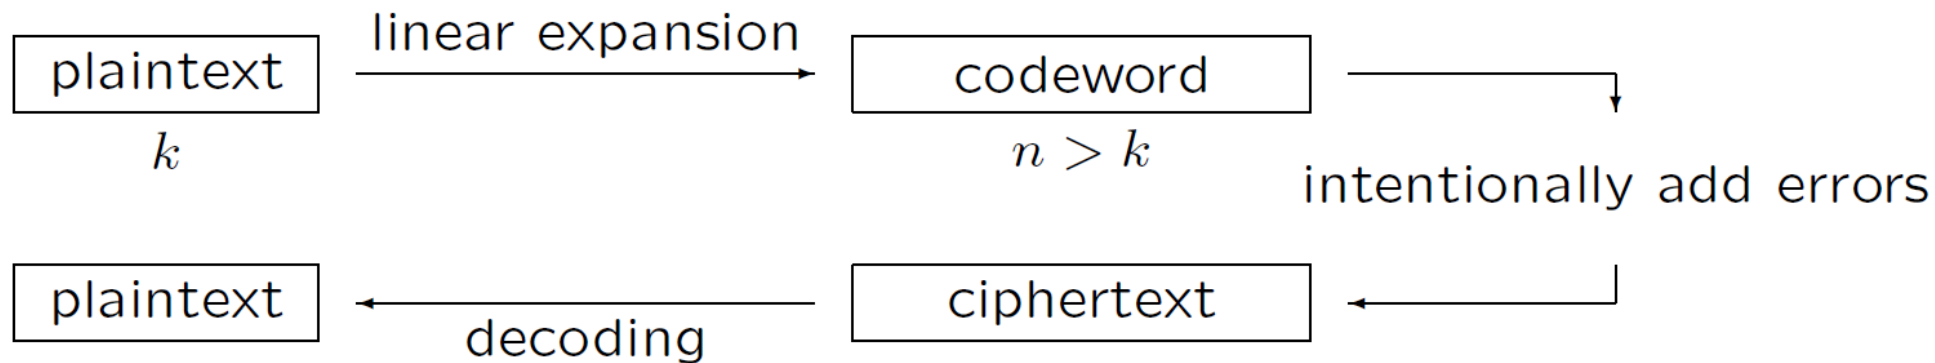 linear expansion
plaintext
codeword
k
n > k
intentionally add errors
plaintext
ciphertext
decoding